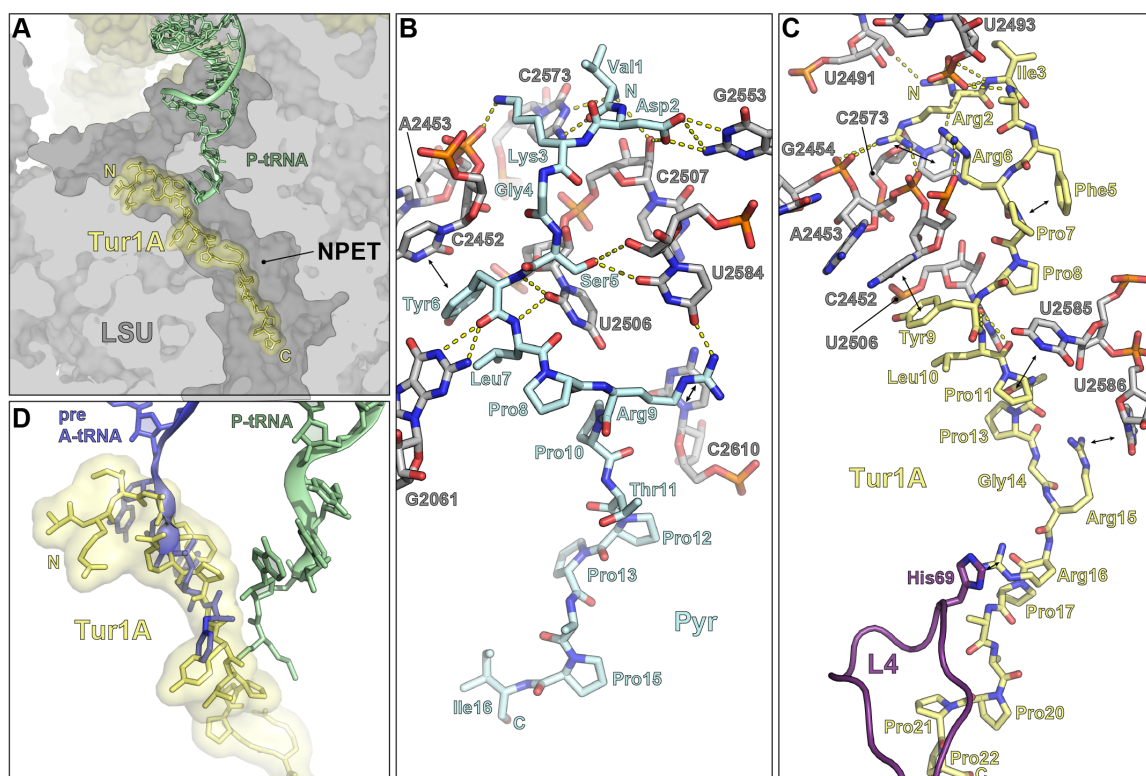 A
P-tRNA
N
Tur1A
NPET
LSU
C
B
Val1
C2573
N
Asp2
G2553
A2453
Lys3
Gly4
C2507
C2452
Ser5
U2584
Tyr6
U2506
Leu7
Pro8
Arg9
Pro10
C2610
G2061
Thr11
Pro12
Pro13
Pyr
Pro15
Ile16
C
C
U2493
U2491
Ile3
N
Arg2
C2573
G2454
Arg6
Phe5
A2453
Pro7
Pro8
C2452
U2585
U2506
Tyr9
Leu10
U2586
Pro11
Pro13
Tur1A
Gly14
Arg15
His69
Arg16
Pro17
L4
Pro20
Pro21
Pro22
C
D
pre
A-tRNA
P-tRNA
N
Tur1A